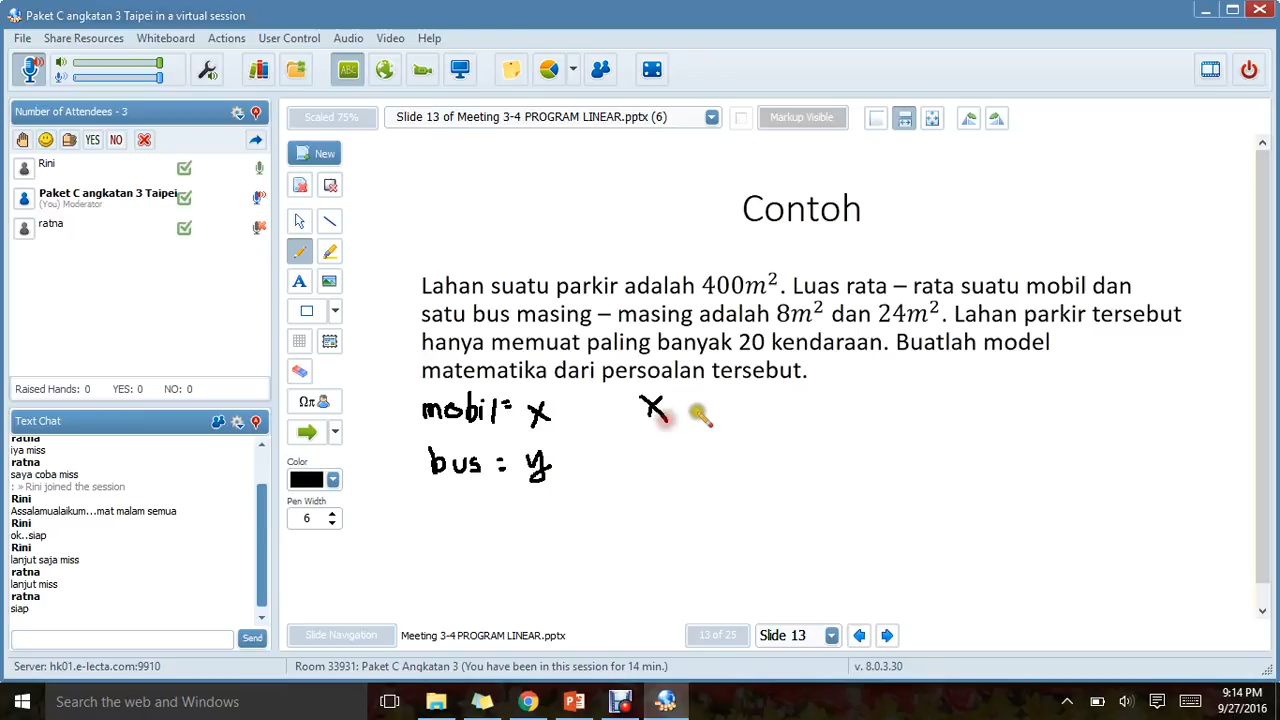 Paket C angkatan 3 Taipei in a virtual session
File Share Resources Whiteboard Actions User Control Audio Video Help
ABC
Number of Attendees - 3
YES NO
Rini
Paket C angkatan 3 Taipei
(You) Moderator
ratna
Raised Hands: 0 YES: 0 NO: 0
Text Chat
ratna
iya miss
ratna
saya coba miss
: » Rini joined the session
Rini
Assalamualaikum...mat malam semua
Rini
ok..siap
Rini
lanjut saja miss
ratna
lanjut miss
ratna
siap
Send
Scaled 75% Slide 13 of Meeting 3-4 PROGRAM LINEAR.pptx (6) Markup Visible
New
A
Ωπ
Color
Pen Width
6
Contoh
Lahan suatu parkir adalah 400m². Luas rata – rata suatu mobil dan
satu bus masing – masing adalah 8m² dan 24m². Lahan parkir tersebut
hanya memuat paling banyak 20 kendaraan. Buatlah model
matematika dari persoalan tersebut.
mobil = x x
bus = y
Slide Navigation Meeting 3-4 PROGRAM LINEAR.pptx 13 of 25 Slide 13
Server: hk01.e-lecta.com:9910 Room 33931: Paket C Angkatan 3 (You have been in this session for 14 min.) v. 8.0.3.30
Search the web and Windows
9:14 PM
9/27/2016